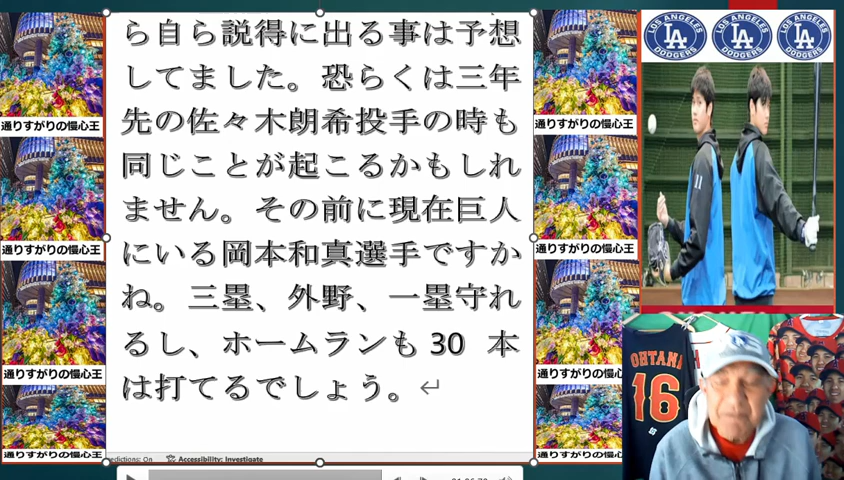 ら自ら説得に出る事は予想
してました。恐らくは三年
先の佐々木朗希投手の時も
同じことが起こるかもしれ
ません。その前に現在巨人
にいる岡本和真選手ですか
ね。三塁、外野、一塁守れ
るし、ホームランも 30 本
は打てるでしょう。↵
通りすがりの慢心王
通りすがりの慢心王
通りすがりの慢心王
通りすがりの慢心王
通りすがりの慢心王
通りすがりの慢心王
通りすがりの慢心王
通りすがりの慢心王
LOS ANGELES
LA
DODGERS
LOS ANGELES
LA
DODGERS
LOS ANGELES
LA
DODGERS
11
OHTANI
16
edictions: On
Accessibility: Investigate